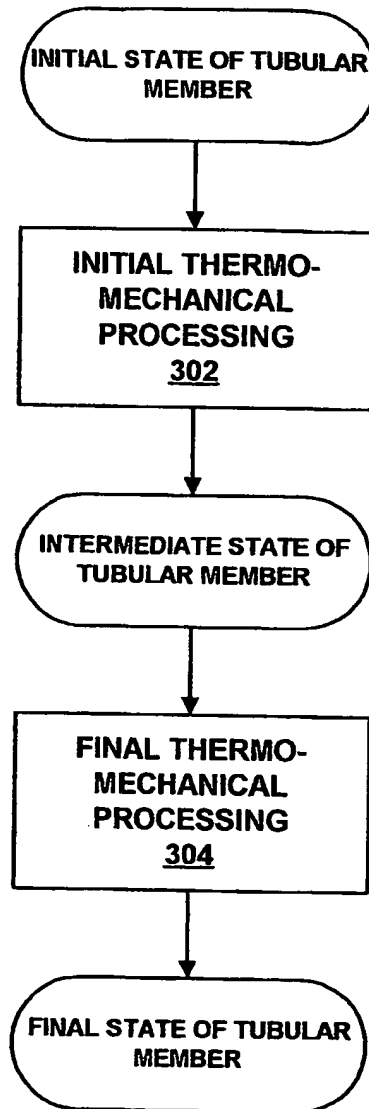 INITIAL STATE OF TUBULAR
MEMBER
INITIAL THERMO-
MECHANICAL
PROCESSING
302
INTERMEDIATE STATE OF
TUBULAR MEMBER
FINAL THERMO-
MECHANICAL
PROCESSING
304
FINAL STATE OF TUBULAR
MEMBER